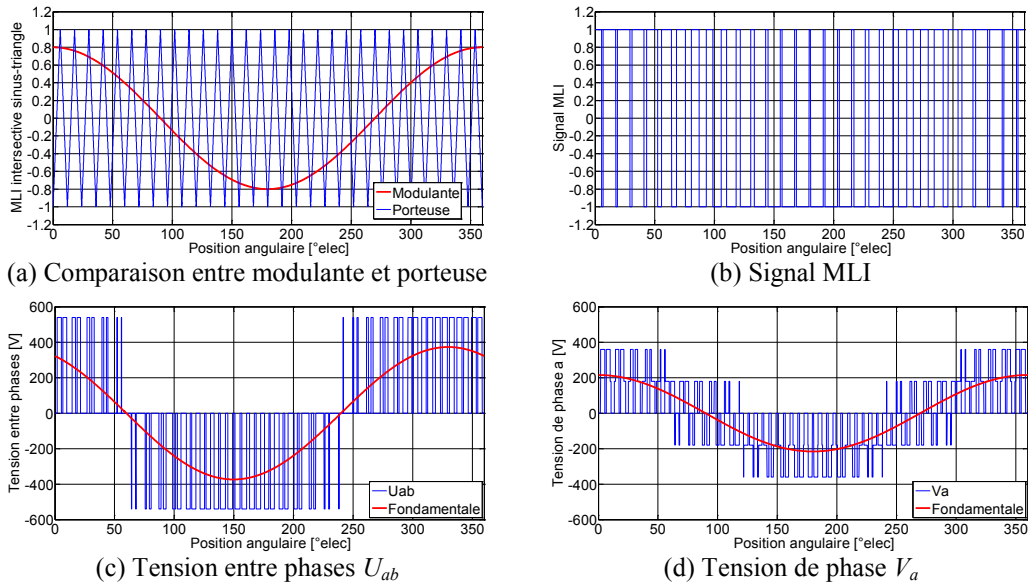 1.2
1
0.8
0.6
0.4
0.2
0
-0.2
-0.4
-0.6
-0.8
-1
-1.2
MLI intersective sinus-triangle
Modulante
Porteuse
0 50 100 150 200 250 300 350
Position angulaire [°elec]
(a) Comparaison entre modulante et porteuse
1.2
1
0.8
0.6
0.4
0.2
0
-0.2
-0.4
-0.6
-0.8
-1
-1.2
Signal MLI
0 50 100 150 200 250 300 350
Position angulaire [°elec]
(b) Signal MLI
600
400
200
0
-200
-400
-600
Tension entre phases [V]
Uab
Fondamentale
0 50 100 150 200 250 300 350
Position angulaire [°elec]
(c) Tension entre phases Uab
600
400
200
0
-200
-400
-600
Tension de phase a [V]
Va
Fondamentale
0 50 100 150 200 250 300 350
Position angulaire [°elec]
(d) Tension de phase Va